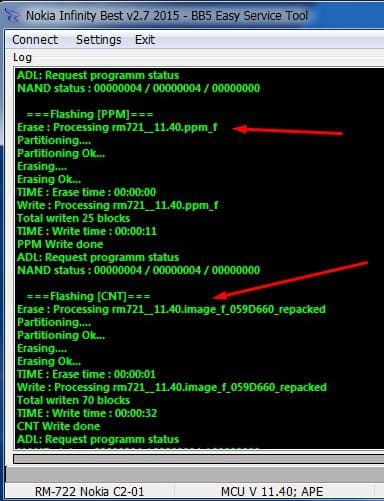 Nokia Infinity Best v2.7 2015 - BB5 Easy Service Tool
Connect Settings Exit
Log
ADL: Request programm status
NAND status : 00000004 / 00000004 / 00000000
===Flashing [PPM]===
Erase : Processing rm721__11.40.ppm_f
Partitioning....
Partitioning Ok...
Erasing....
Erasing Ok...
TIME : Erase time : 00:00:00
Write : Processing rm721__11.40.ppm_f
Total writen 25 blocks
TIME : Write time : 00:00:11
PPM Write done
ADL: Request programm status
NAND status : 00000004 / 00000004 / 00000000
===Flashing [CNT]===
Erase : Processing rm721__11.40.image_f_059D660_repacked
Partitioning....
Partitioning Ok...
Erasing....
Erasing Ok...
TIME : Erase time : 00:00:01
Write : Processing rm721__11.40.image_f_059D660_repacked
Total writen 70 blocks
TIME : Write time : 00:00:32
CNT Write done
ADL: Request programm status
NAND status : 00000004 / 00000004 / 00000000
RM-722 Nokia C2-01 MCU V 11.40; APE